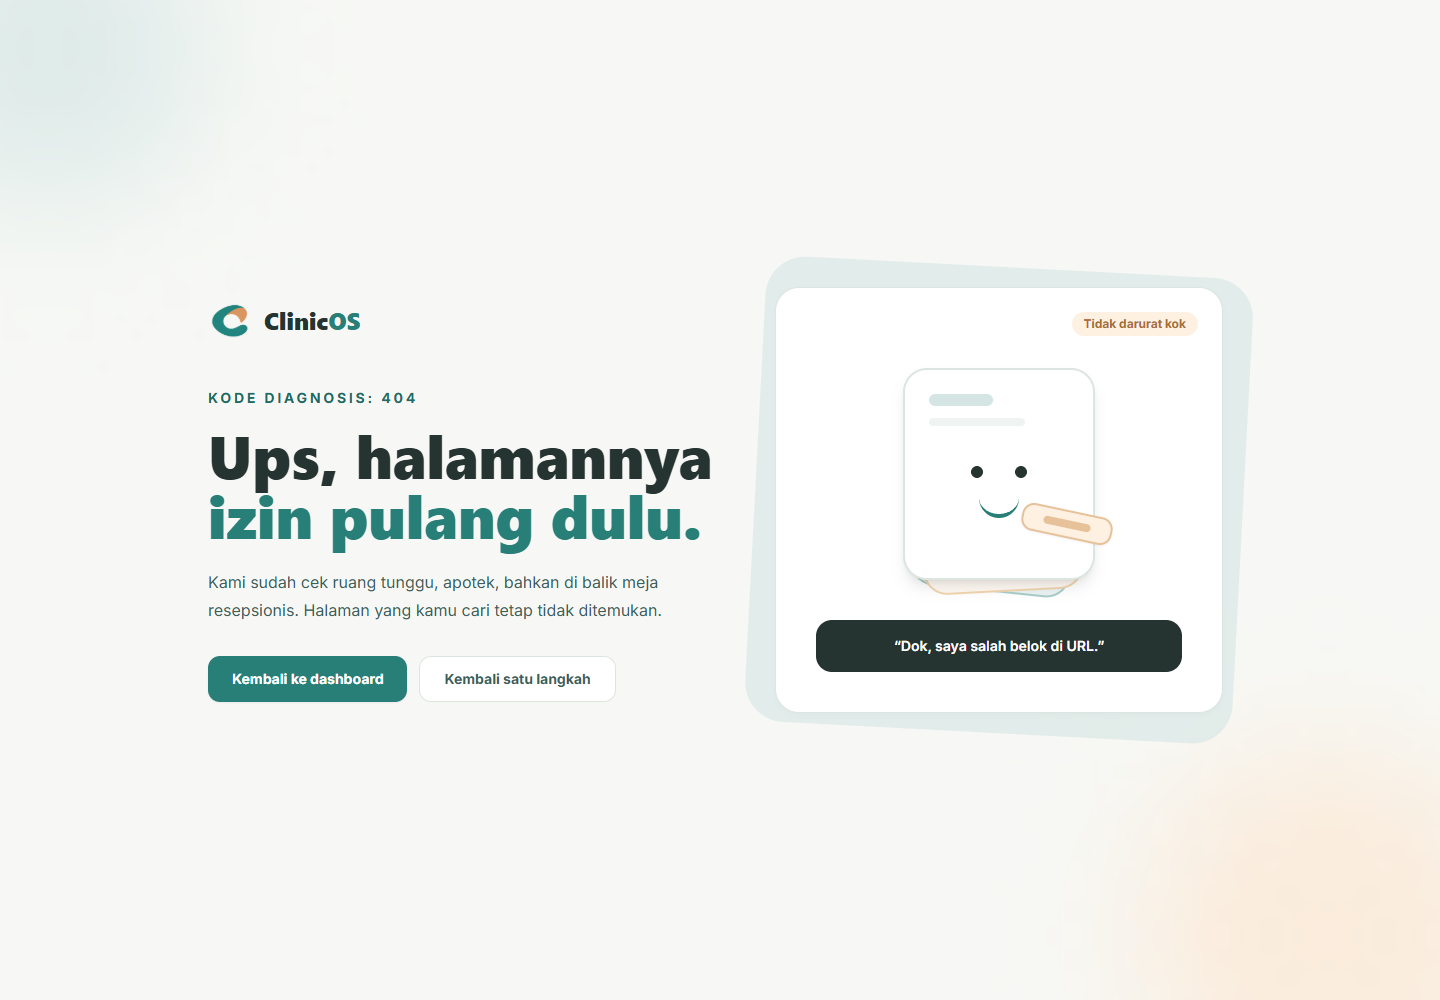 ClinicOS
KODE DIAGNOSIS: 404
Ups, halamannya
izin pulang dulu.
Kami sudah cek ruang tunggu, apotek, bahkan di balik meja
resepsionis. Halaman yang kamu cari tetap tidak ditemukan.
Kembali ke dashboard
Kembali satu langkah
Tidak darurat kok
“Dok, saya salah belok di URL.”